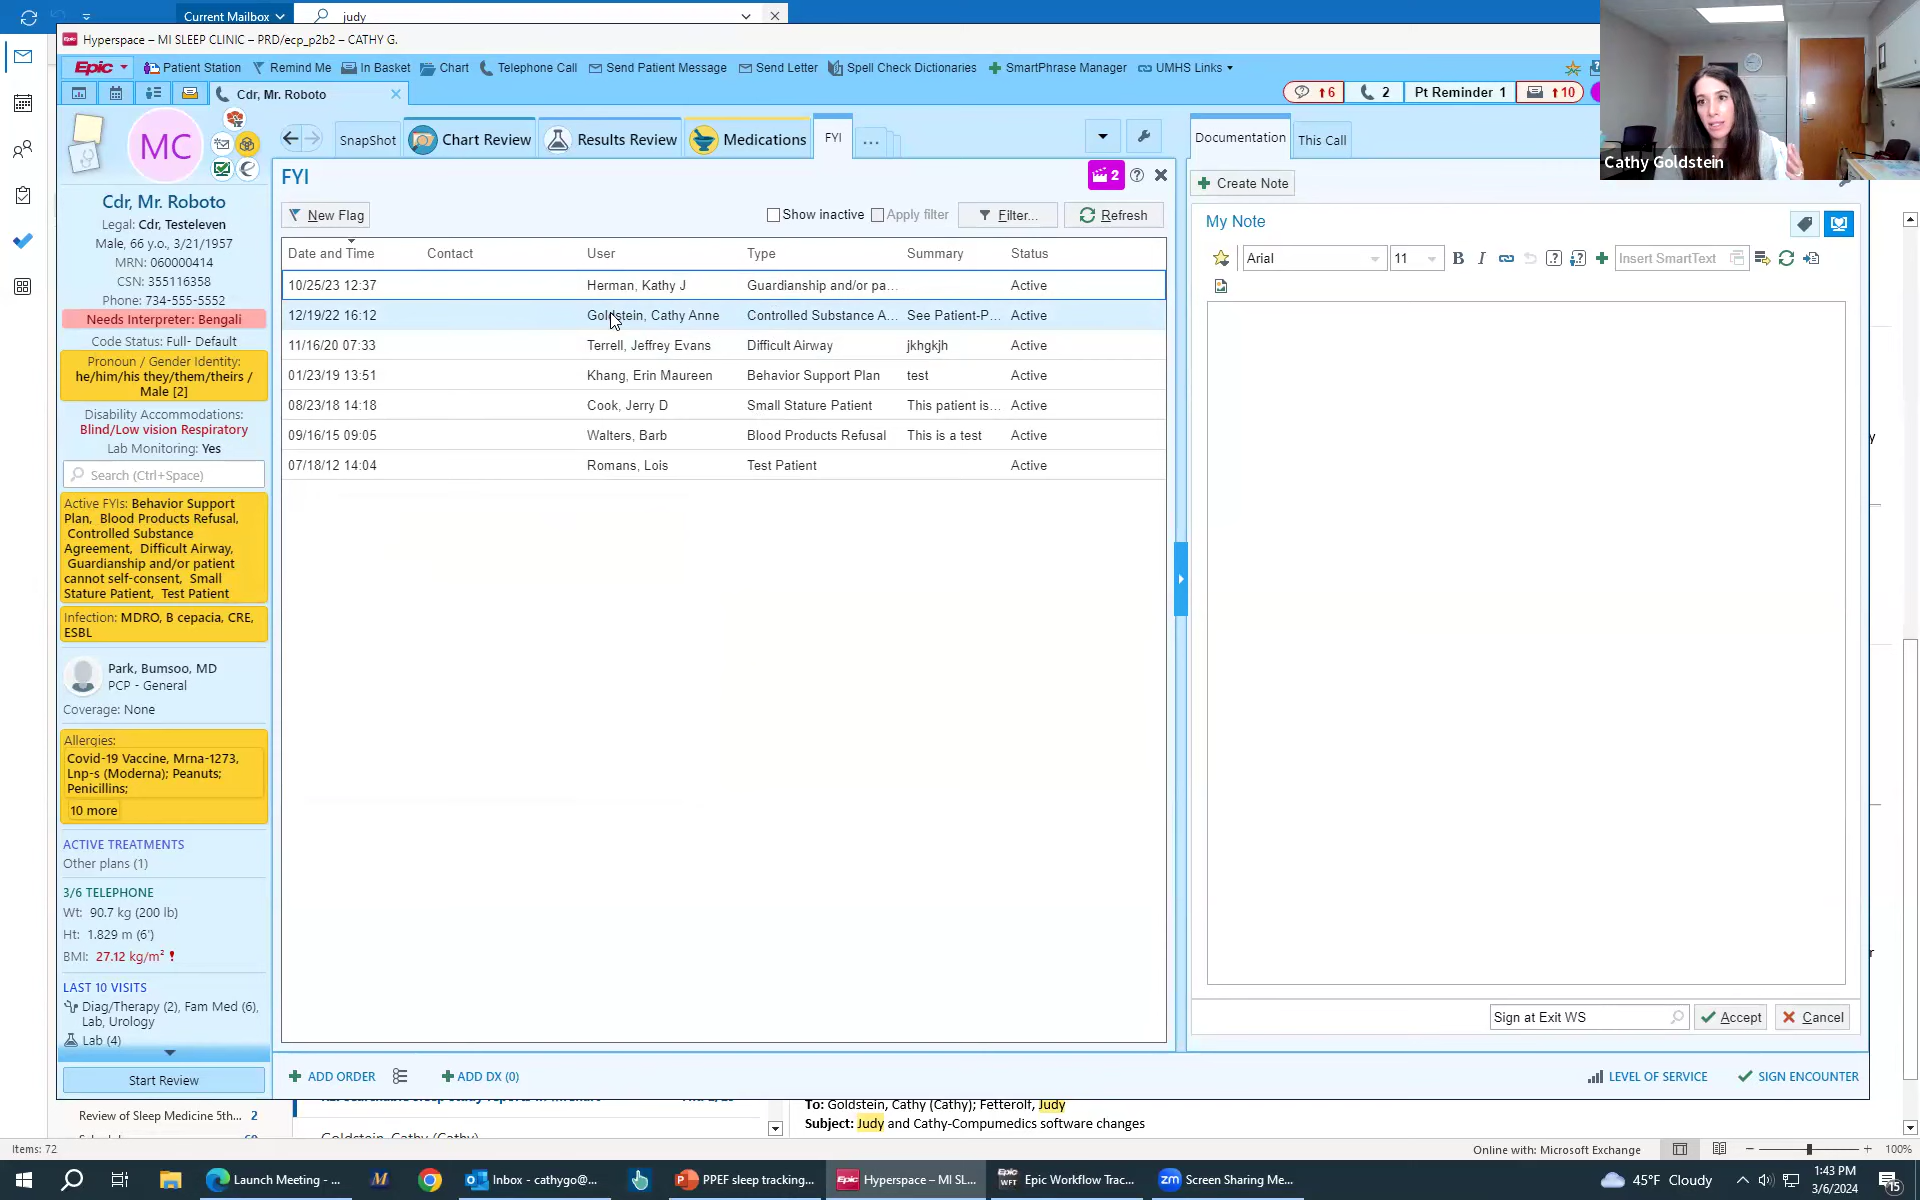 Current Mailbox
judy
Hyperspace – MI SLEEP CLINIC – PRD/ecp_p2b2 – CATHY G.
Epic
Patient Station
Remind Me
In Basket
Chart
Telephone Call
Send Patient Message
Send Letter
Spell Check Dictionaries
SmartPhrase Manager
UMHS Links
Cdr, Mr. Roboto
6
2
Pt Reminder 1
10
MC
SnapShot
Chart Review
Results Review
Medications
FYI
...
Documentation
This Call
Cathy Goldstein
FYI
2
New Flag
Show inactive
Apply filter
Filter...
Refresh
Date and Time Contact User Type Summary Status
10/25/23 12:37 Herman, Kathy J Guardianship and/or pa... Active
12/19/22 16:12 Goldstein, Cathy Anne Controlled Substance A... See Patient-P... Active
11/16/20 07:33 Terrell, Jeffrey Evans Difficult Airway jkhgkjh Active
01/23/19 13:51 Khang, Erin Maureen Behavior Support Plan test Active
08/23/18 14:18 Cook, Jerry D Small Stature Patient This patient is... Active
09/16/15 09:05 Walters, Barb Blood Products Refusal This is a test Active
07/18/12 14:04 Romans, Lois Test Patient Active
Cdr, Mr. Roboto
Legal: Cdr, Testeleven
Male, 66 y.o., 3/21/1957
MRN: 060000414
CSN: 355116358
Phone: 734-555-5552
Needs Interpreter: Bengali
Code Status: Full- Default
Pronoun / Gender Identity:
he/him/his they/them/theirs /
Male [2]
Disability Accommodations:
Blind/Low vision Respiratory
Lab Monitoring: Yes
Search (Ctrl+Space)
Active FYIs: Behavior Support
Plan, Blood Products Refusal,
Controlled Substance
Agreement, Difficult Airway,
Guardianship and/or patient
cannot self-consent, Small
Stature Patient, Test Patient
Infection: MDRO, B cepacia, CRE,
ESBL
Park, Bumsoo, MD
PCP - General
Coverage: None
Allergies:
Covid-19 Vaccine, Mrna-1273,
Lnp-s (Moderna); Peanuts;
Penicillins;
10 more
ACTIVE TREATMENTS
Other plans (1)
3/6 TELEPHONE
Wt: 90.7 kg (200 lb)
Ht: 1.829 m (6')
BMI: 27.12 kg/m² !
LAST 10 VISITS
Diag/Therapy (2), Fam Med (6),
Lab, Urology
Lab (4)
Start Review
Create Note
My Note
Arial
11
B I
Insert SmartText
Sign at Exit WS
Accept
Cancel
ADD ORDER
ADD DX (0)
LEVEL OF SERVICE
SIGN ENCOUNTER
Review of Sleep Medicine 5th... 2
Goldstein, Cathy (Cathy)
To: Goldstein, Cathy (Cathy); Fetterolf, Judy
Subject: Judy and Cathy-Compumedics software changes
Items: 72
Online with: Microsoft Exchange
100%
Launch Meeting - ...
M
Inbox - cathygo@...
PPEF sleep tracking...
Hyperspace – MI SL...
Epic WFT
Epic Workflow Trac...
zm
Screen Sharing Me...
45°F Cloudy
1:43 PM
3/6/2024
15